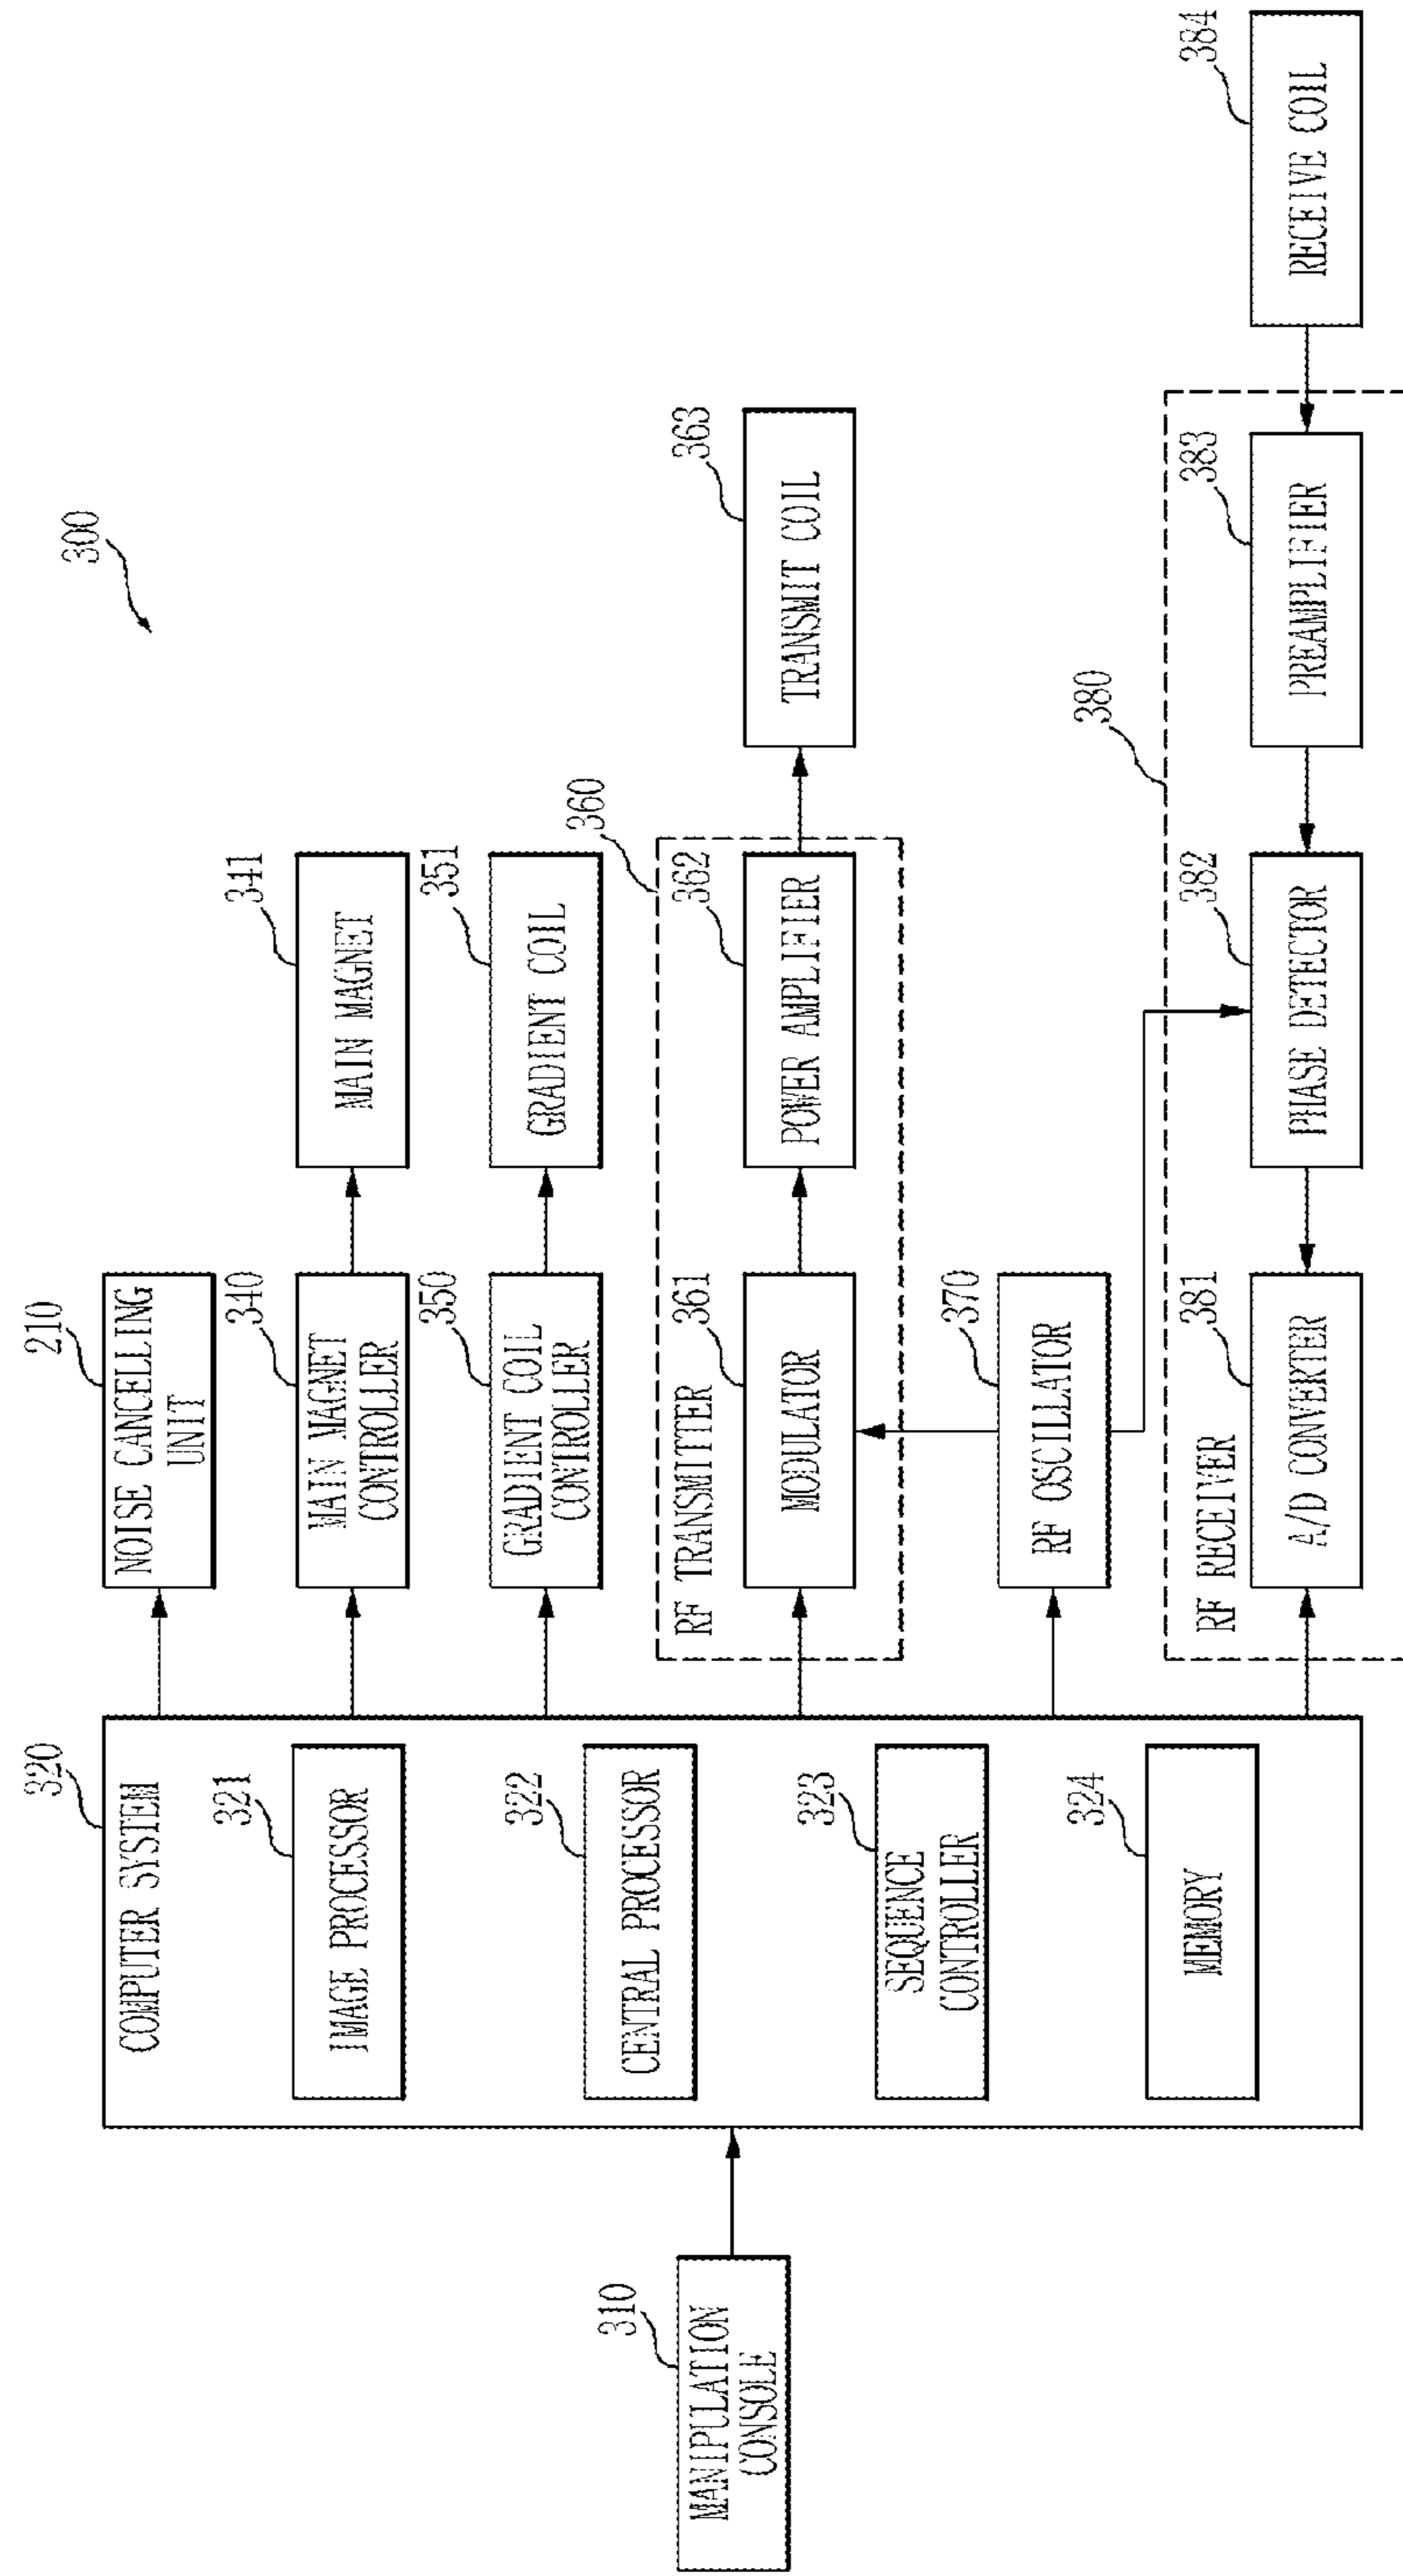 300
310
MANIPULATION
CONSOLE
320
COMPUTER SYSTEM
321
IMAGE PROCESSOR
322
CENTRAL PROCESSOR
323
SEQUENCE
CONTROLLER
324
MEMORY
210
NOISE CANCELLING
UNIT
340
MAIN MAGNET
CONTROLLER
341
MAIN MAGNET
350
GRADIENT COIL
CONTROLLER
351
GRADIENT COIL
360
RF TRANSMITTER
361
MODULATOR
362
POWER AMPLIFIER
363
TRANSMIT COIL
370
RF OSCILLATOR
380
RF RECEIVER
381
A/D CONVERTER
382
PHASE DETECTOR
383
PREAMPLIFIER
384
RECEIVE COIL